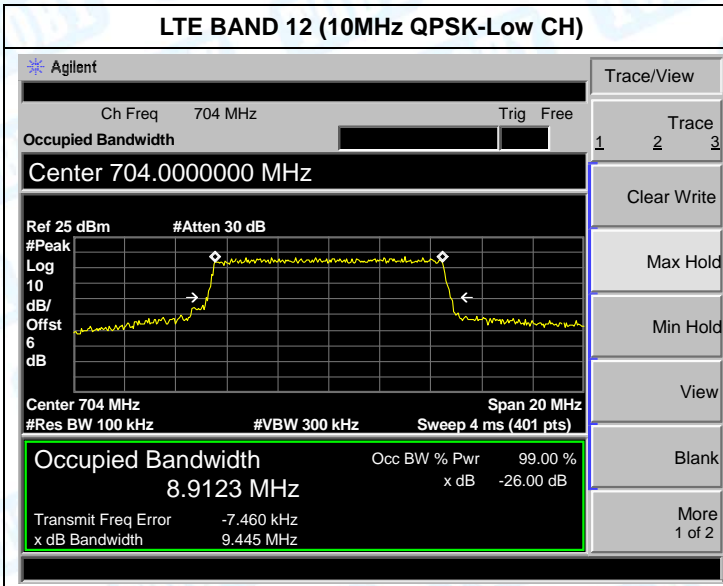 LTE BAND 12 (10MHz QPSK-Low CH)
Agilent
Trace/View
Ch Freq 704 MHz Trig Free
Occupied Bandwidth
Trace
1 2 3
Center 704.0000000 MHz
Clear Write
Ref 25 dBm #Atten 30 dB
#Peak
Log
10
dB/
Offst
6
dB
Max Hold
Min Hold
View
Center 704 MHz Span 20 MHz
#Res BW 100 kHz #VBW 300 kHz Sweep 4 ms (401 pts)
Occupied Bandwidth Occ BW % Pwr 99.00 %
8.9123 MHz x dB -26.00 dB
Blank
Transmit Freq Error -7.460 kHz
x dB Bandwidth 9.445 MHz
More
1 of 2